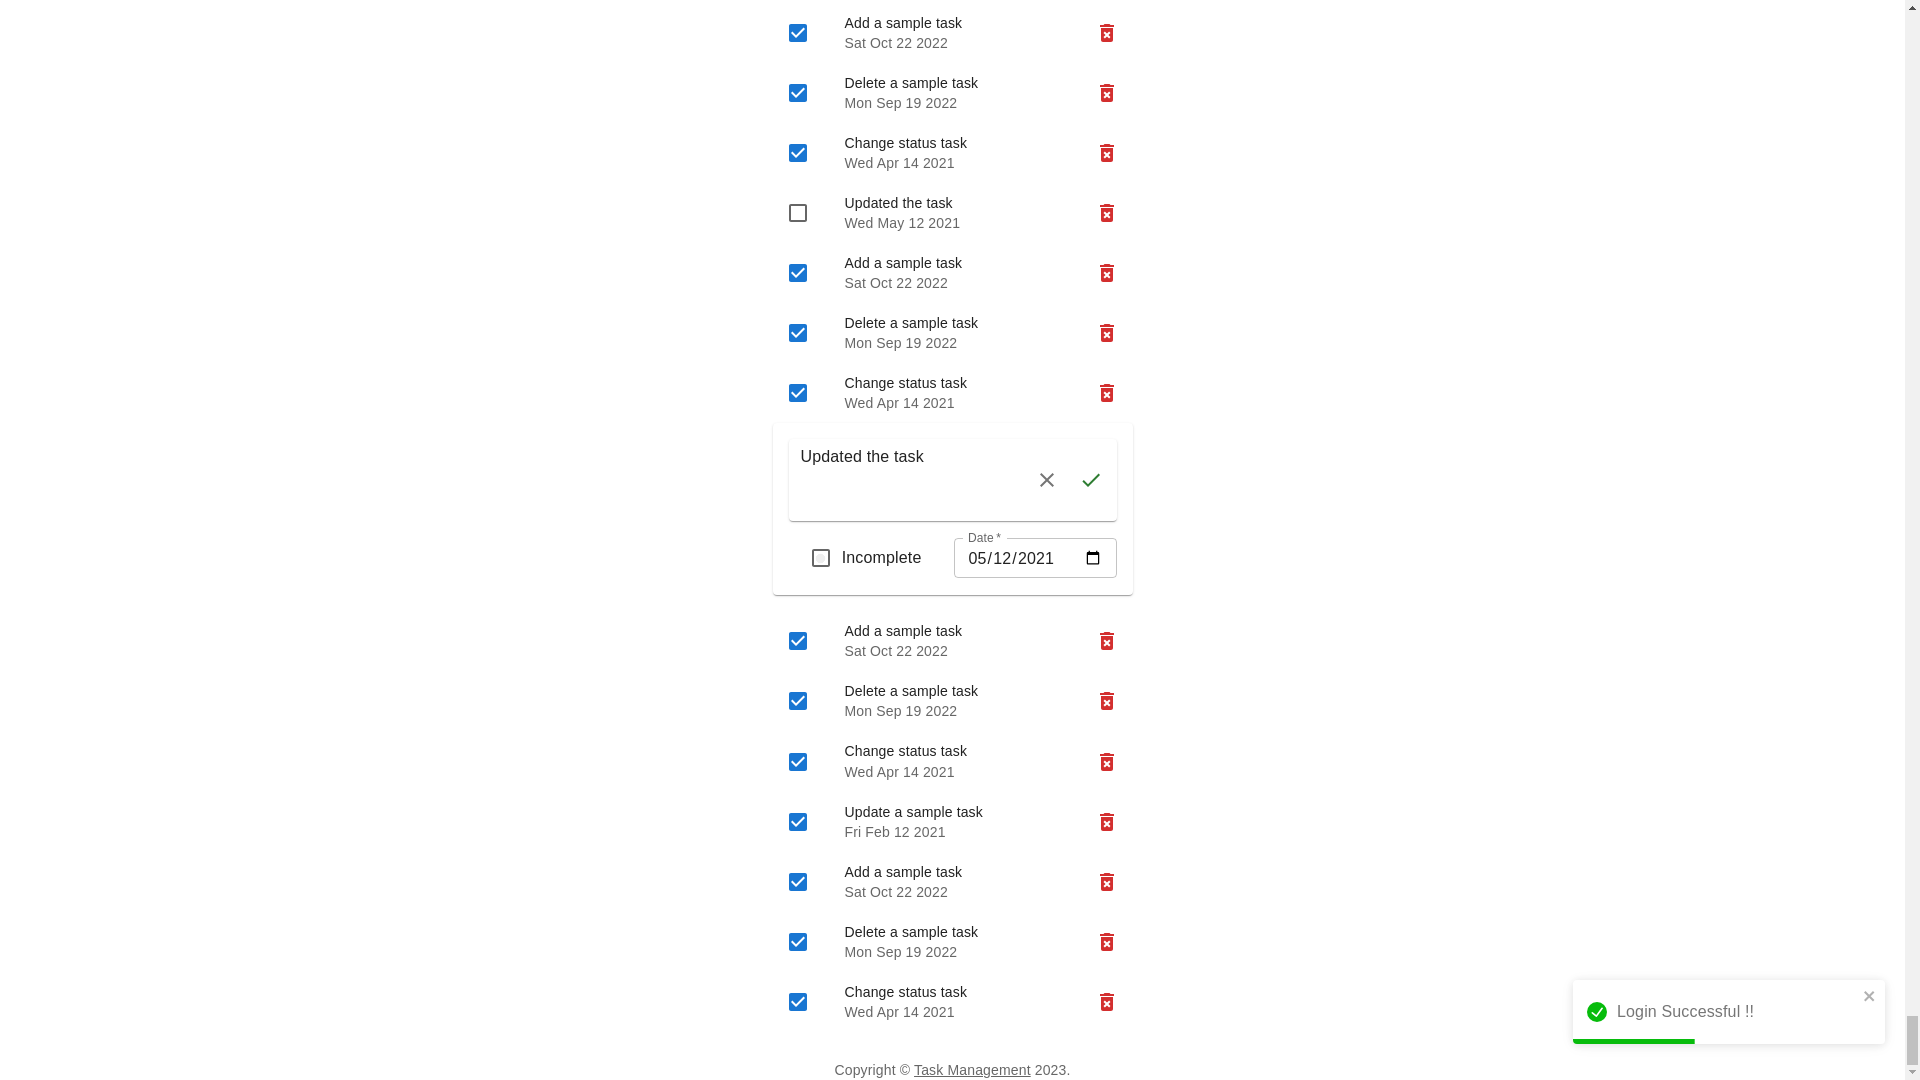 Add a sample task
Sat Oct 22 2022
Delete a sample task
Mon Sep 19 2022
Change status task
Wed Apr 14 2021
Updated the task
Wed May 12 2021
Add a sample task
Sat Oct 22 2022
Delete a sample task
Mon Sep 19 2022
Change status task
Wed Apr 14 2021
Updated the task
Date *
Incomplete
05/12/2021
Add a sample task
Sat Oct 22 2022
Delete a sample task
Mon Sep 19 2022
Change status task
Wed Apr 14 2021
Update a sample task
Fri Feb 12 2021
Add a sample task
Sat Oct 22 2022
Delete a sample task
Mon Sep 19 2022
Change status task
Wed Apr 14 2021
Login Successful !!
Copyright © Task Management 2023.